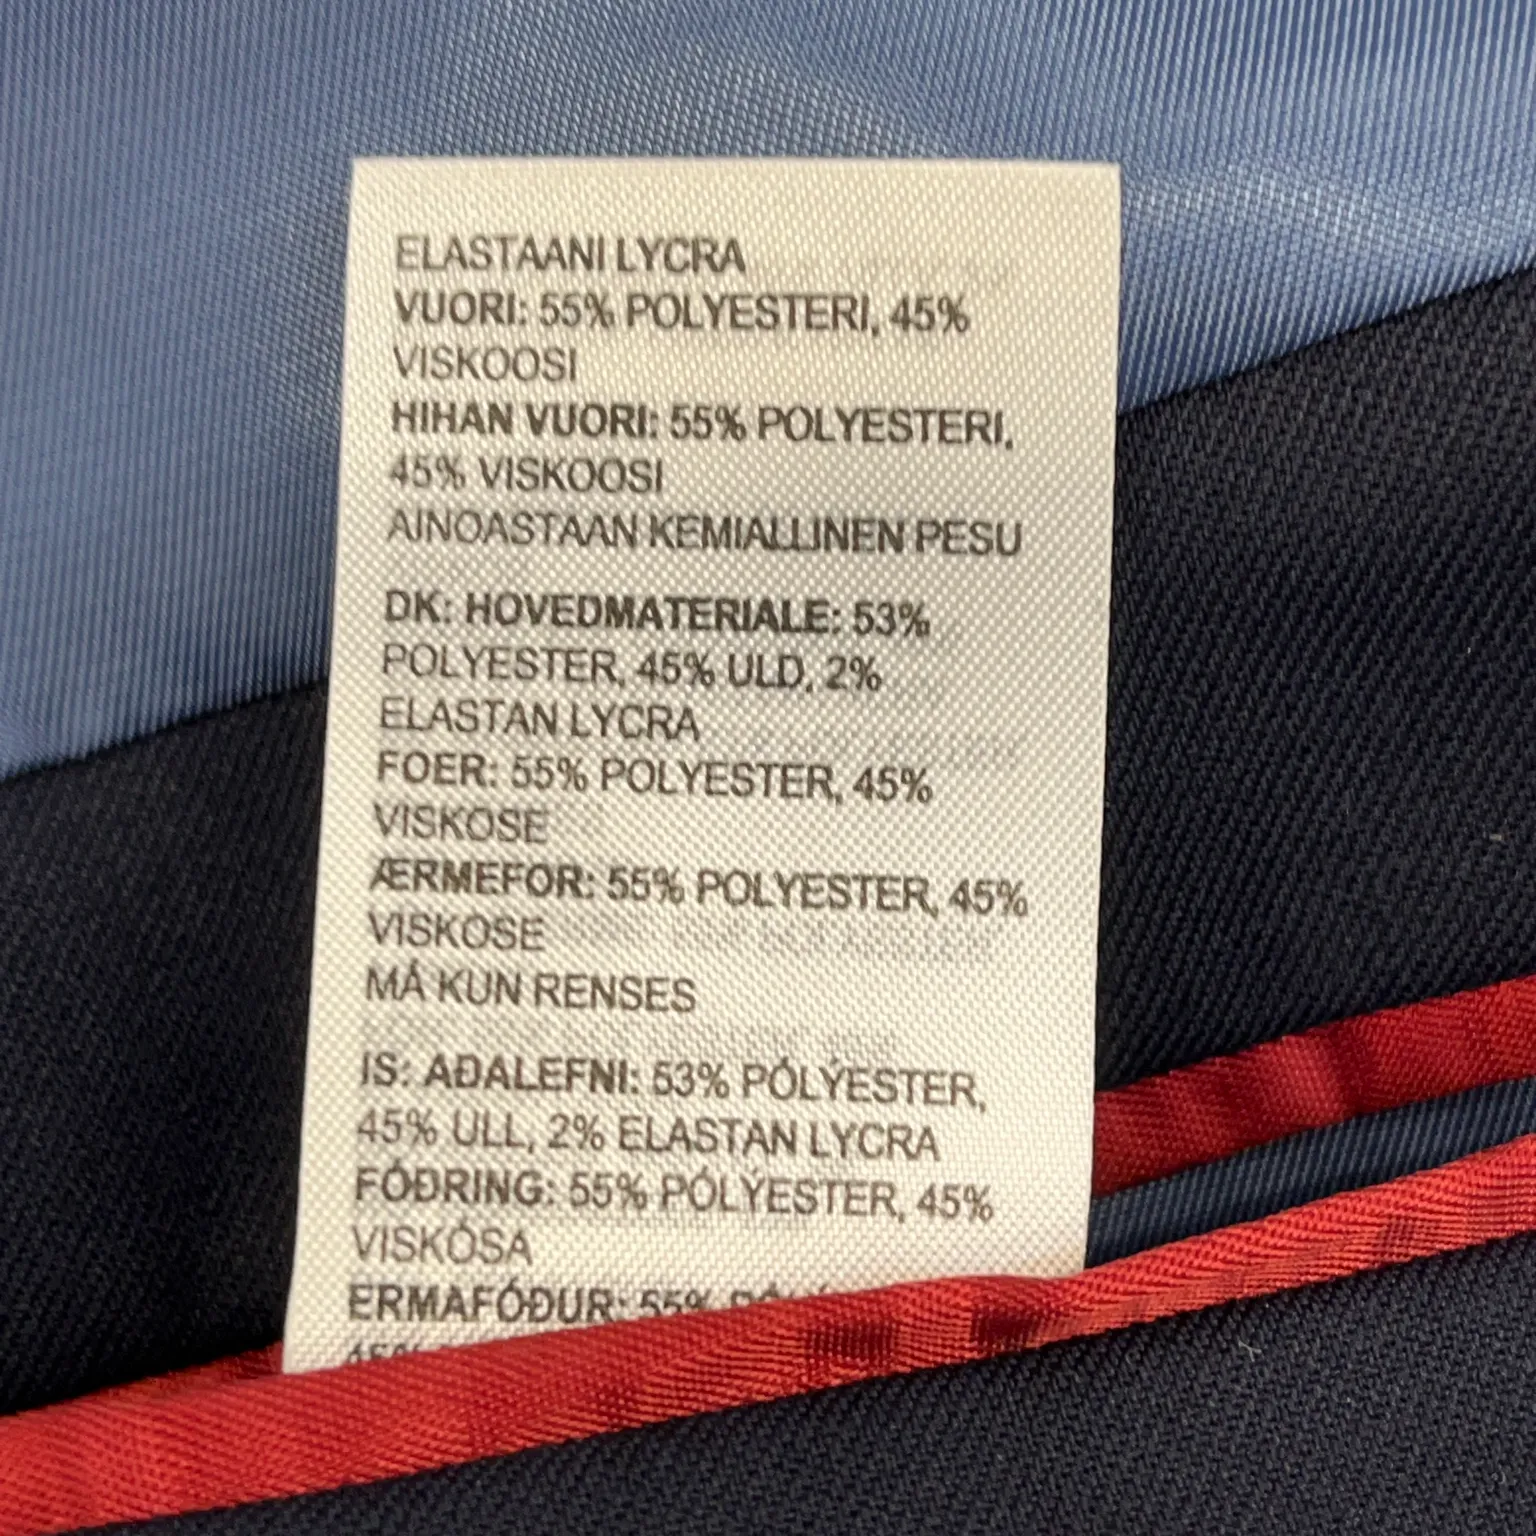 ELASTAANI LYCRA
VUORI: 55% POLYESTERI, 45%
VISKOOSI
HIHAN VUORI: 55% POLYESTERI,
45% VISKOOSI
AINOASTAAN KEMIALLINEN PESU
DK: HOVEDMATERIALE: 53%
POLYESTER, 45% ULD, 2%
ELASTAN LYCRA
FOER: 55% POLYESTER, 45%
VISKOSE
ÆRMEFOR: 55% POLYESTER, 45%
VISKOSE
MÅ KUN RENSES
IS: AÐALEFNI: 53% PÓLÝESTER,
45% ULL, 2% ELASTAN LYCRA
FÓÐRING: 55% PÓLÝESTER, 45%
VISKÓSA
ERMAFÓÐUR: 55%